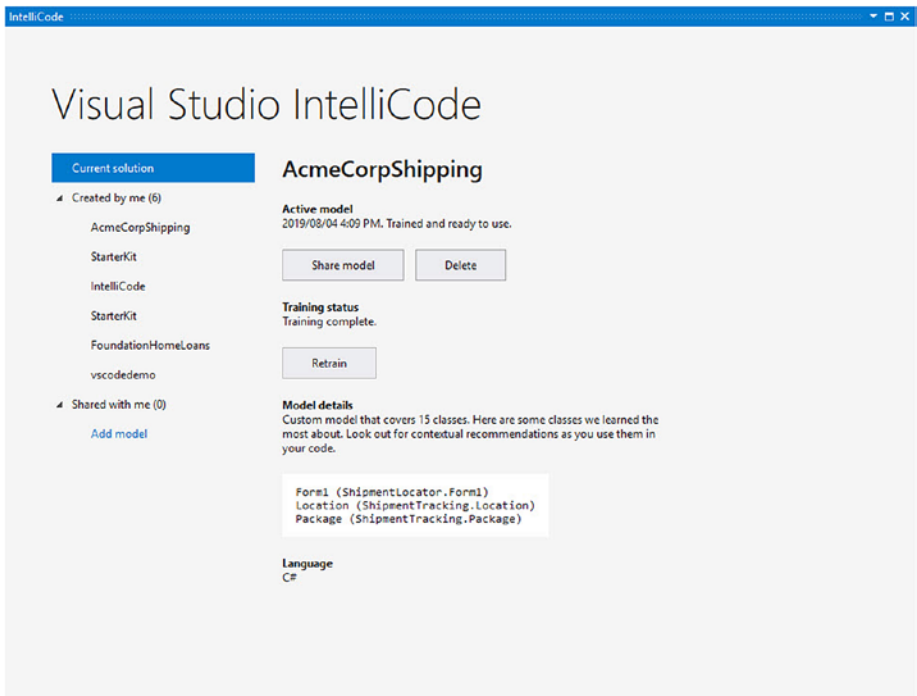 IntelliCode
Visual Studio IntelliCode
Current solution
Created by me (6)
AcmeCorpShipping
StarterKit
IntelliCode
StarterKit
FoundationHomeLoans
vscodedemo
Shared with me (0)
Add model
AcmeCorpShipping
Active model
2019/08/04 4:09 PM. Trained and ready to use.
Share model
Delete
Training status
Training complete.
Retrain
Model details
Custom model that covers 15 classes. Here are some classes we learned the
most about. Look out for contextual recommendations as you use them in
your code.
Form1 (ShipmentLocator.Form1)
Location (ShipmentTracking.Location)
Package (ShipmentTracking.Package)
Language
C#